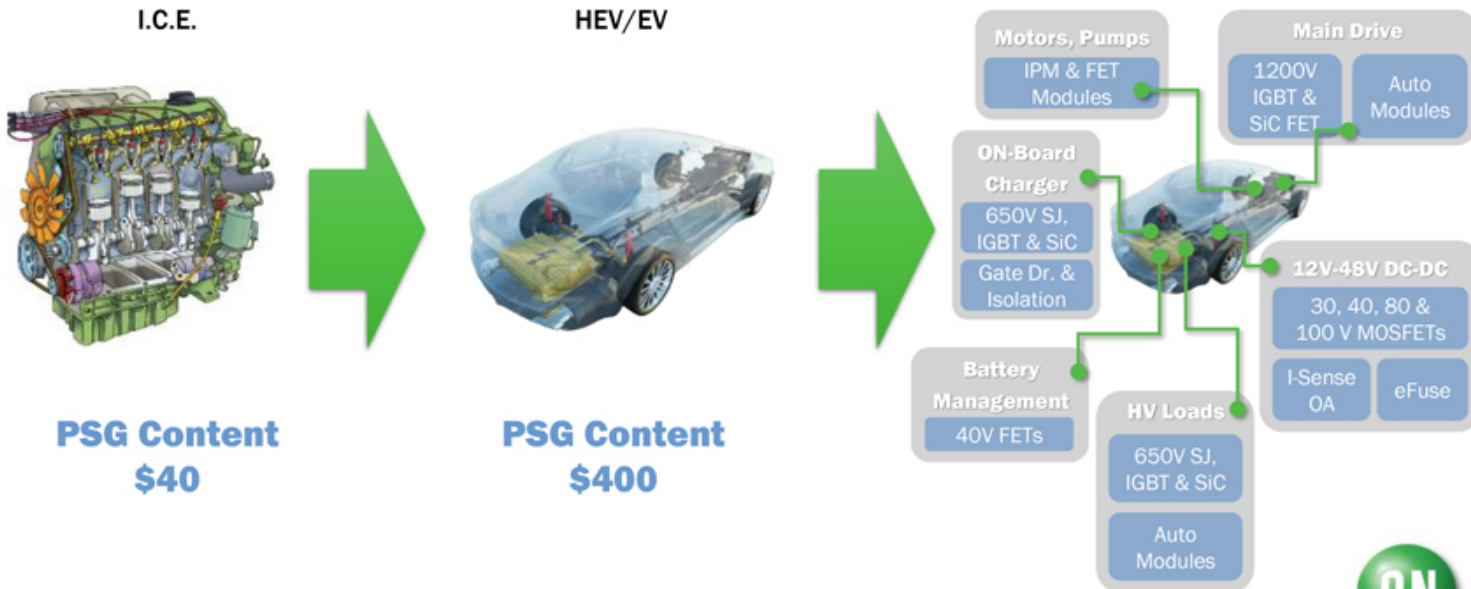 I.C.E.
HEV/EV
PSG Content
$40
PSG Content
$400
Motors, Pumps
IPM & FET
Modules
Main Drive
1200V
IGBT &
SiC FET
Auto
Modules
ON-Board
Charger
650V SJ,
IGBT & SiC
Gate Dr. &
Isolation
12V-48V DC-DC
30, 40, 80 &
100 V MOSFETs
I-Sense
OA
eFuse
Battery
Management
40V FETs
HV Loads
650V SJ,
IGBT & SiC
Auto
Modules
ON